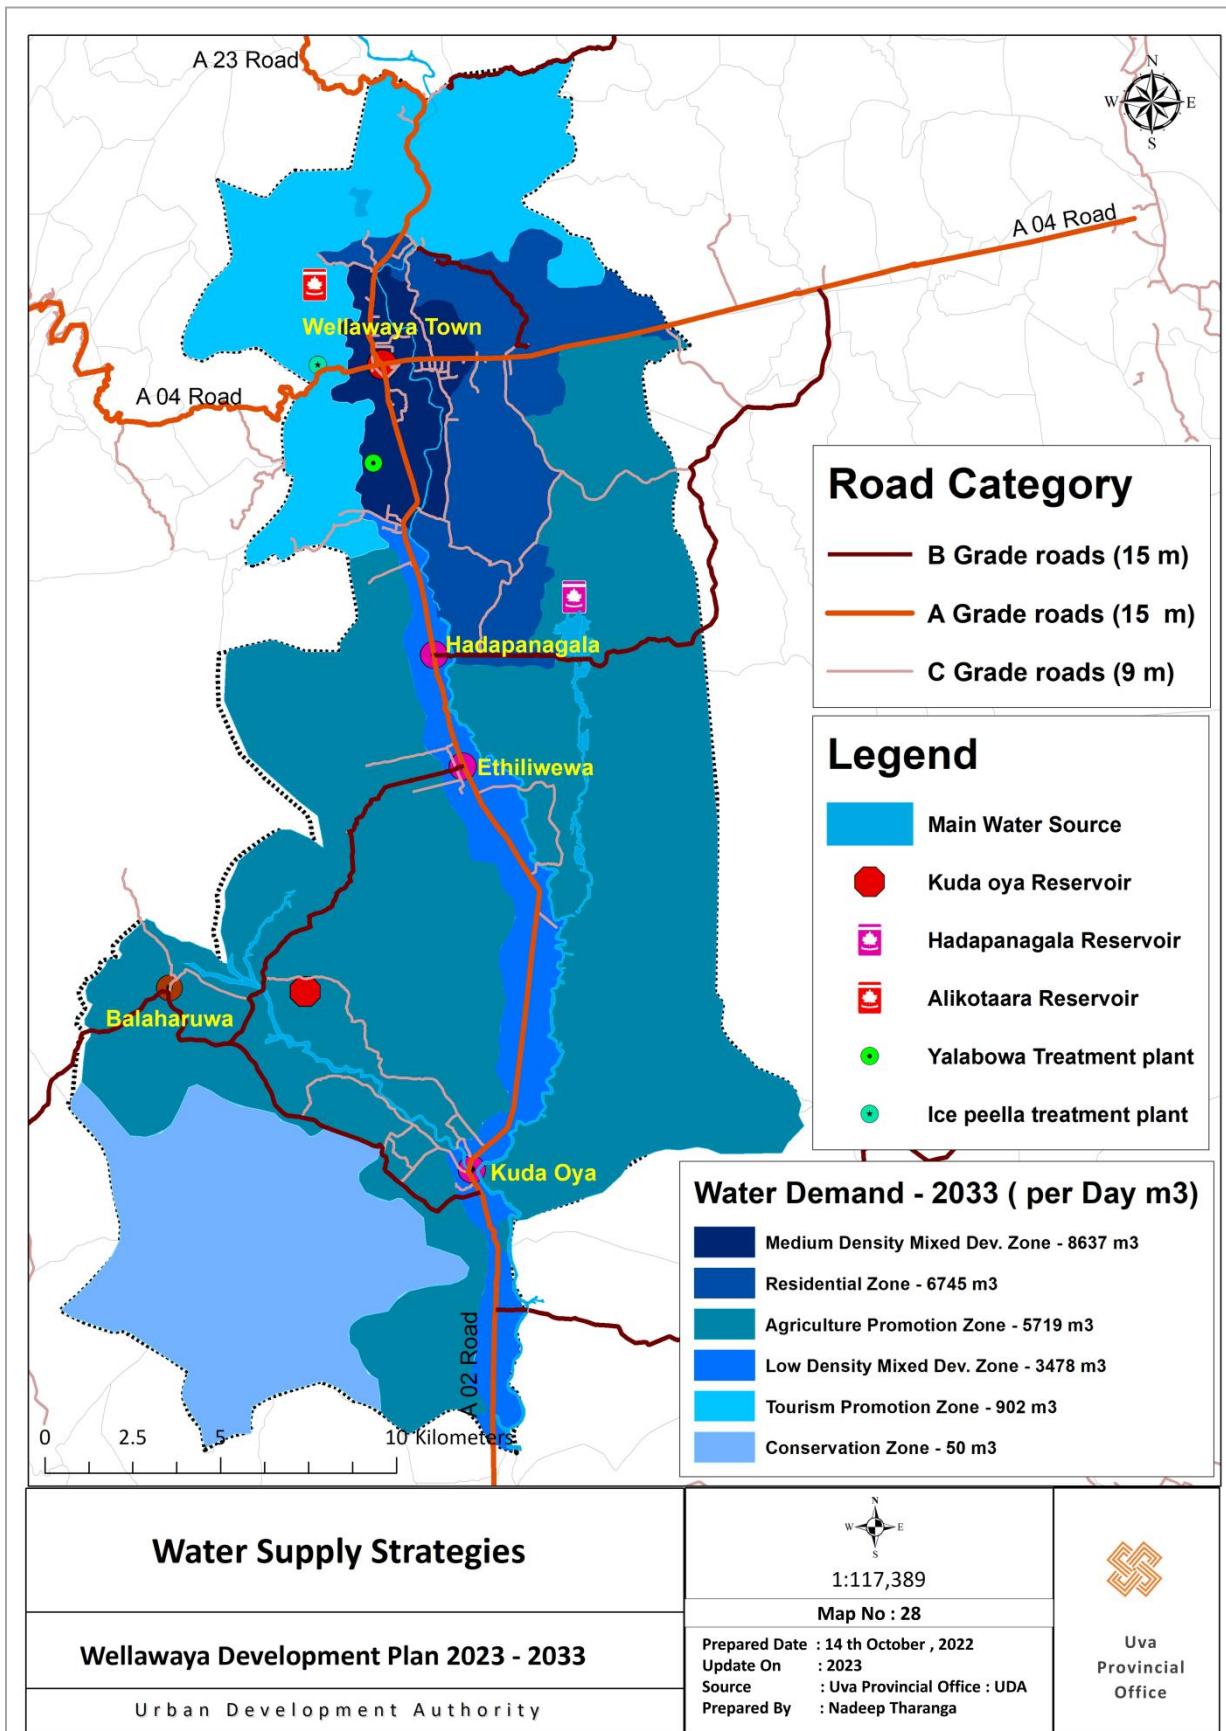 A 23 Road
N
W E
S
A 04 Road
Wellawaya Town
A 04 Road
Road Category
B Grade roads (15 m)
A Grade roads (15  m)
C Grade roads (9 m)
Hadapanagala
Legend
Ethiliwewa
Main Water Source
Kuda oya Reservoir
Hadapanagala Reservoir
Alikotaara Reservoir
Yalabowa Treatment plant
Ice peella treatment plant
Balaharuwa
Kuda Oya
Water Demand - 2033 ( per Day m3)
Medium Density Mixed Dev. Zone - 8637 m3
Residential Zone - 6745 m3
Agriculture Promotion Zone - 5719 m3
Low Density Mixed Dev. Zone - 3478 m3
Tourism Promotion Zone - 902 m3
Conservation Zone - 50 m3
A 02 Road
0 2.5 5 10 Kilometers
Water Supply Strategies
Wellawaya Development Plan 2023 - 2033
Urban Development Authority
N
W E
S
1:117,389
Map No : 28
Prepared Date : 14 th October , 2022
Update On : 2023
Source : Uva Provincial Office : UDA
Prepared By : Nadeep Tharanga
Uva
Provincial
Office